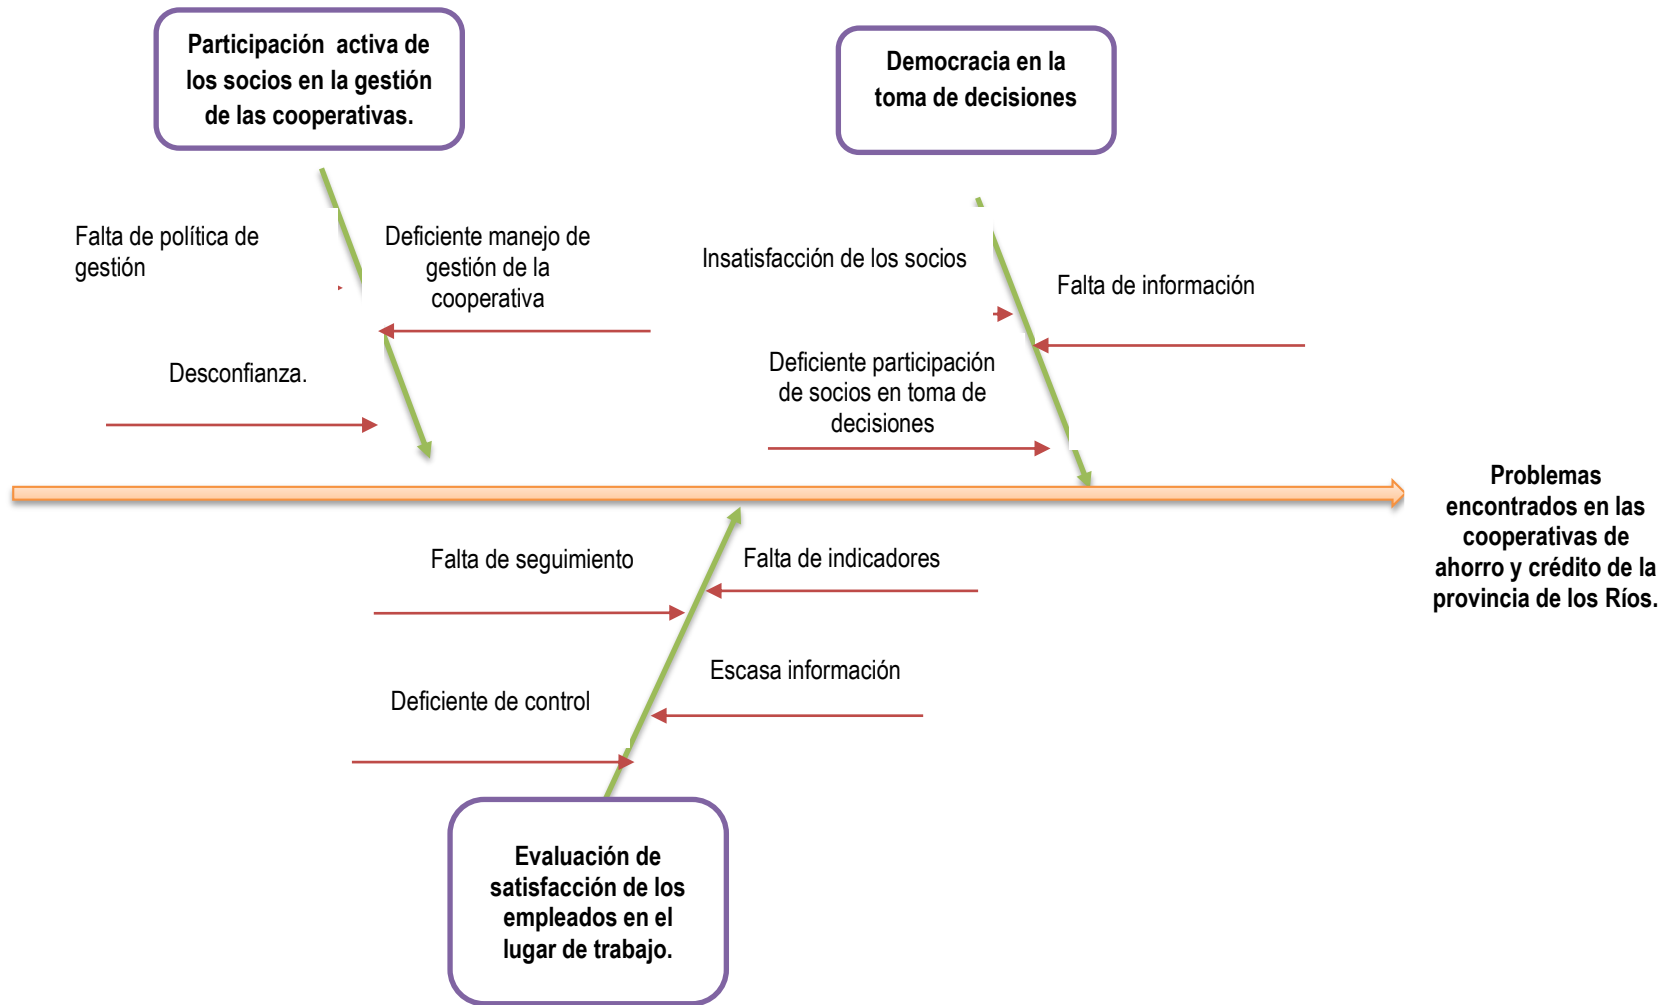 Participación activa de
los socios en la gestión
de las cooperativas.
Democracia en la
toma de decisiones
Falta de política de
gestión
Deficiente manejo de
gestión de la
cooperativa
Insatisfacción de los socios
Falta de información
Desconfianza.
Deficiente participación
de socios en toma de
decisiones
Problemas
encontrados en las
cooperativas de
ahorro y crédito de la
provincia de los Ríos.
Falta de seguimiento
Falta de indicadores
Deficiente de control
Escasa información
Evaluación de
satisfacción de los
empleados en el
lugar de trabajo.